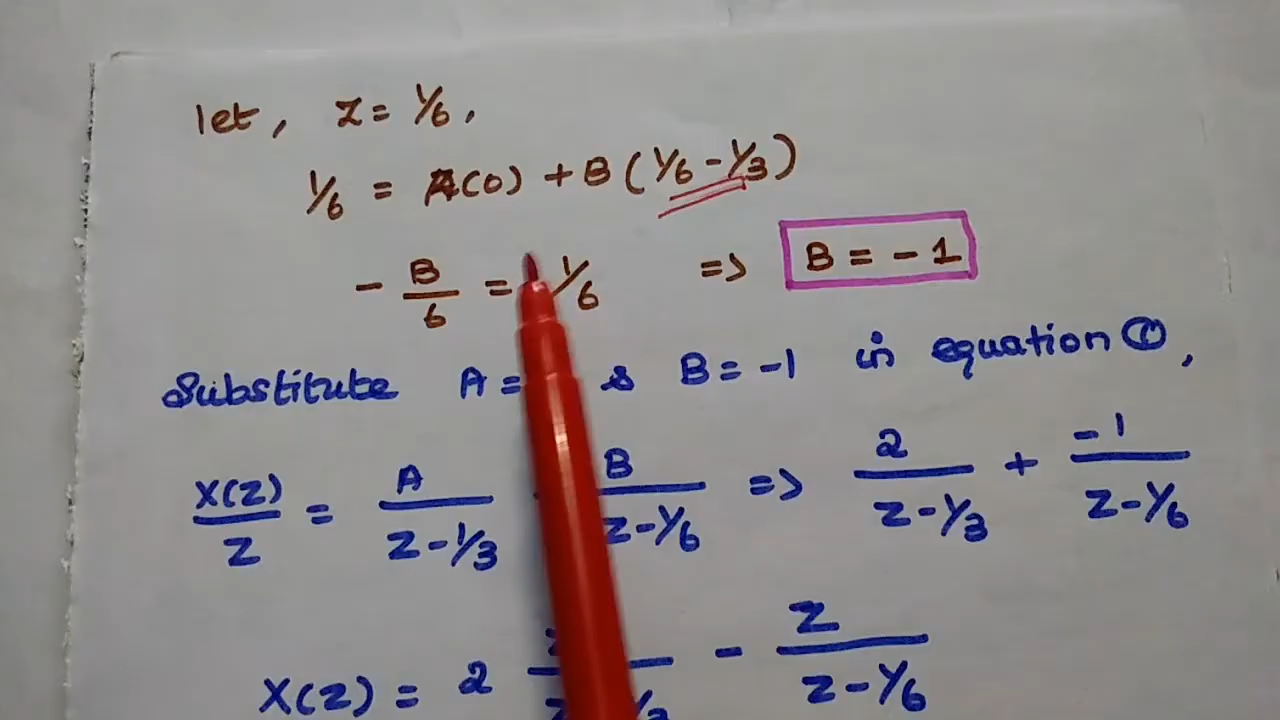 let, Z = 1/6,
1/6 = A(0) + B(1/6 - 1/3)
- B/6 = 1/6 => B = -1
Substitute A = & B = -1 in equation ①,
X(Z)/Z = A/(Z - 1/3) B/(Z - 1/6) => 2/(Z - 1/3) + -1/(Z - 1/6)
X(Z) = 2 - Z/(Z - 1/6)